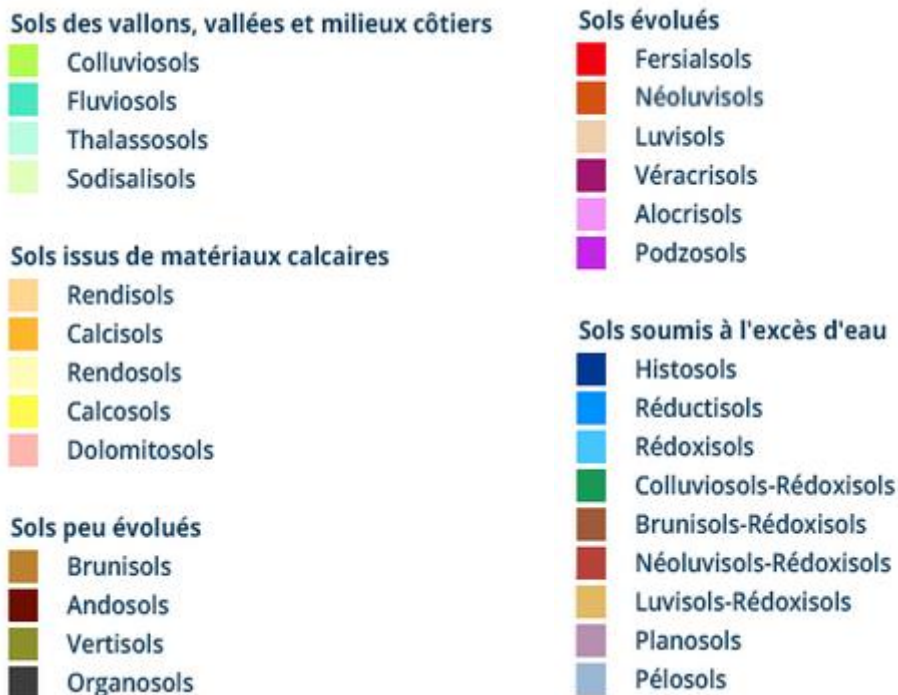 Sols des vallons, vallées et milieux côtiers
Colluviosols
Fluviosols
Thalassosols
Sodisalisols
Sols issus de matériaux calcaires
Rendisols
Calcisols
Rendosols
Calcosols
Dolomitosols
Sols peu évolués
Brunisols
Andosols
Vertisols
Organosols
Sols évolués
Fersialsols
Néoluvisols
Luvisols
Véracrisols
Alocrisols
Podzosols
Sols soumis à l'excès d'eau
Histosols
Réductisols
Rédoxisols
Colluviosols-Rédoxisols
Brunisols-Rédoxisols
Néoluvisols-Rédoxisols
Luvisols-Rédoxisols
Planosols
Pélosols